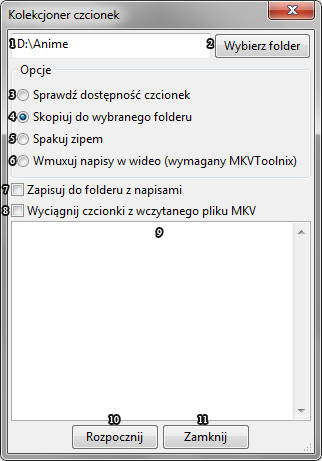 Kolekcjoner czcionek
1 D:\Anime 2 Wybierz folder
Opcje
3 Sprawdź dostępność czcionek
4 Skopiuj do wybranego folderu
5 Spakuj zipem
6 Wmuxuj napisy w wideo (wymagany MKVToolnix)
7 Zapisuj do folderu z napisami
8 Wyciągnij czcionki z wczytanego pliku MKV
9
10 11
Rozpocznij Zamknij